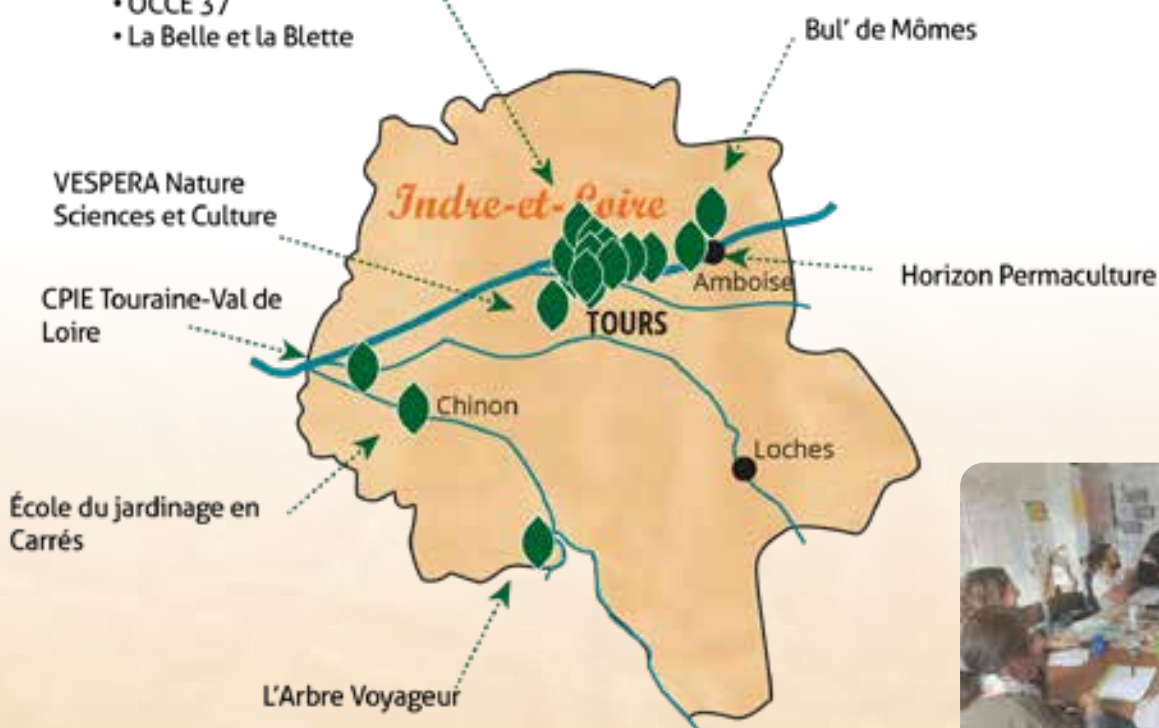 • OCCE 37
• La Belle et la Blette
Bul' de Mômes
VESPERA Nature
Sciences et Culture
Indre-et-Loire
CPIE Touraine-Val de
Loire
Amboise
Horizon Permaculture
TOURS
Chinon
Loches
École du jardinage en
Carrés
L'Arbre Voyageur